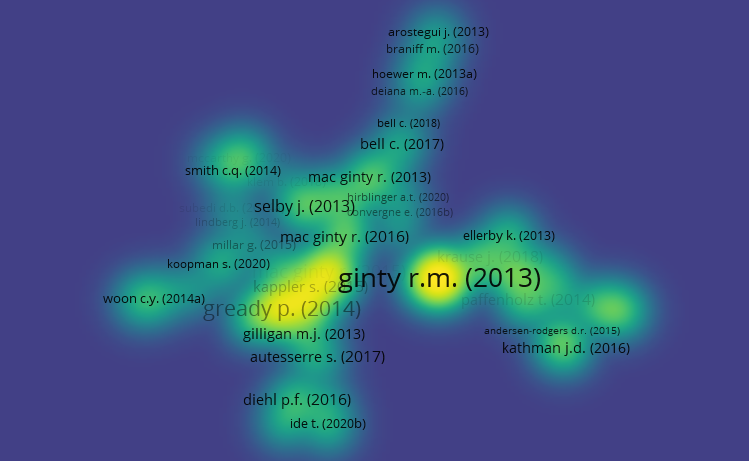 arostegui j. (2013)
braniff m. (2016)
hoewer m. (2013a)
deiana m.-a. (2016)
bell c. (2018)
bell c. (2017)
smith c.q. (2014)
mac ginty r. (2013)
hirblinger a.t. (2020)
selby j. (2013)
convergne e. (2016b)
lindberg j. (2014)
mac ginty r. (2016)
ellerby k. (2013)
millar g. (2015)
krause j. (2018)
koopman s. (2020)
ginty r.m. (2013)
kappler s.
woon c.y. (2014a)
paffenholz t. (2014)
gready p. (2014)
andersen-rodgers d.r. (2015)
gilligan m.j. (2013)
kathman j.d. (2016)
autesserre s. (2017)
diehl p.f. (2016)
ide t. (2020b)